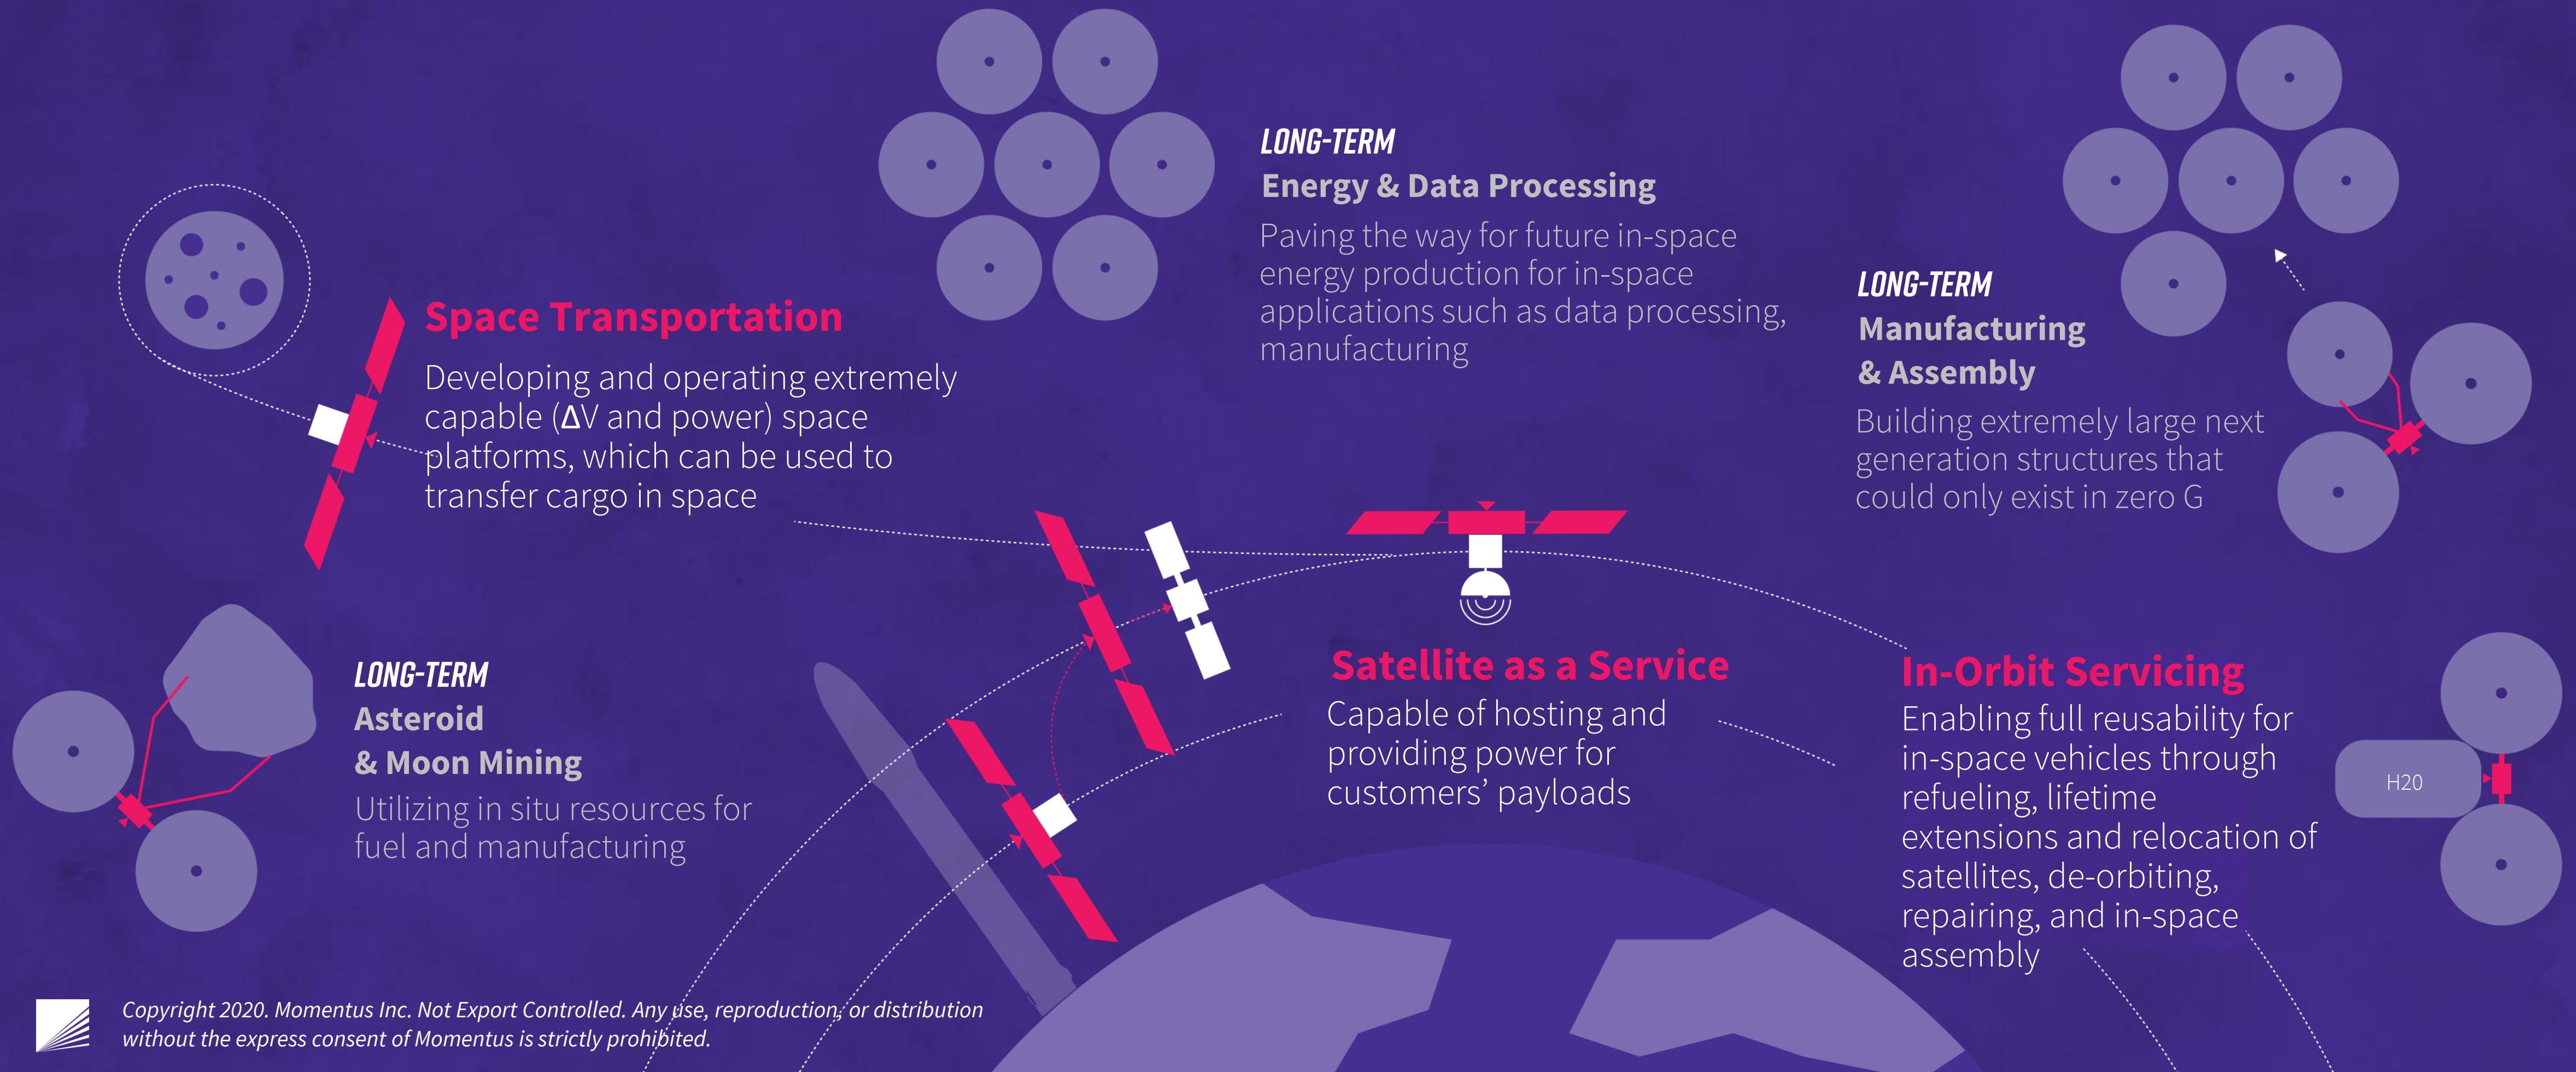 LONG-TERM
Energy & Data Processing
Paving the way for future in-space
energy production for in-space
applications such as data processing,
manufacturing
LONG-TERM
Manufacturing
& Assembly
Building extremely large next
generation structures that
could only exist in zero G
Space Transportation
Developing and operating extremely
capable (ΔV and power) space
platforms, which can be used to
transfer cargo in space
LONG-TERM
Asteroid
& Moon Mining
Utilizing in situ resources for
fuel and manufacturing
Satellite as a Service
Capable of hosting and
providing power for
customers’ payloads
In-Orbit Servicing
Enabling full reusability for
in-space vehicles through
refueling, lifetime
extensions and relocation of
satellites, de-orbiting,
repairing, and in-space
assembly
H20
Copyright 2020. Momentus Inc. Not Export Controlled. Any use, reproduction, or distribution
without the express consent of Momentus is strictly prohibited.